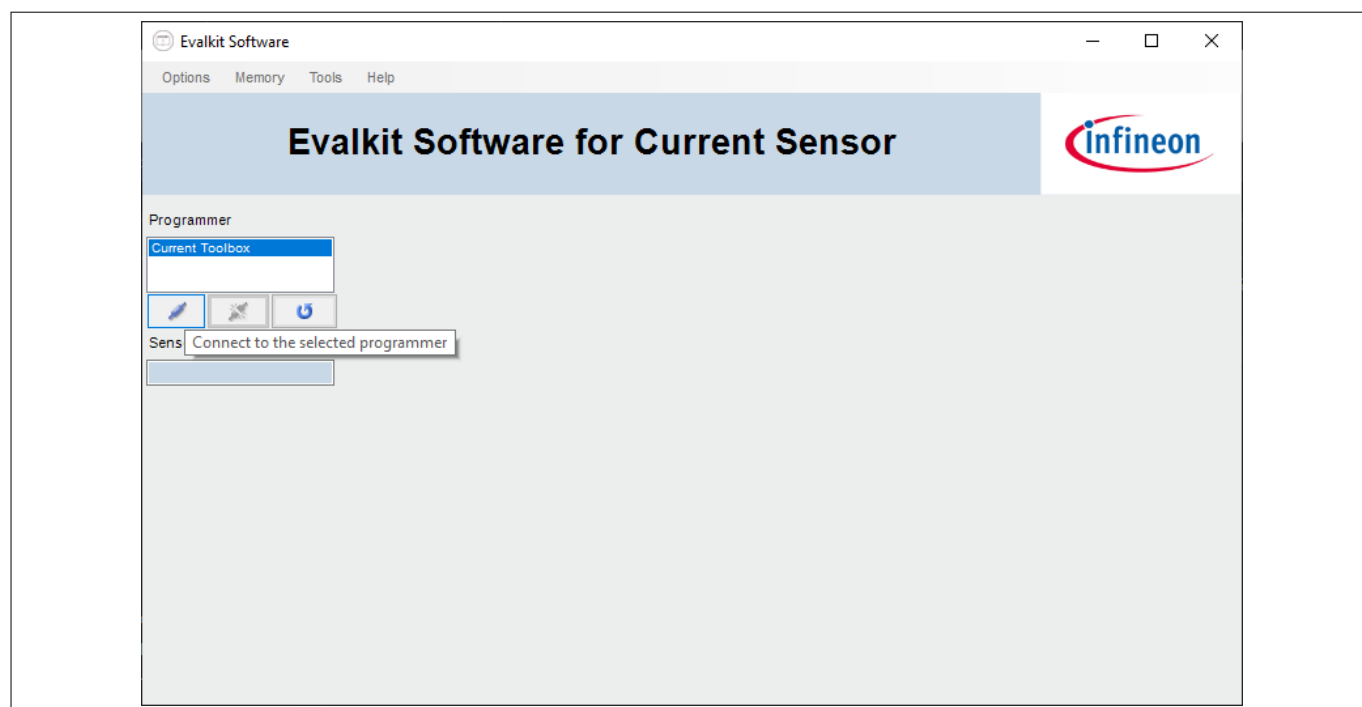 Evalkit Software
Options Memory Tools Help
Evalkit Software for Current Sensor
infineon
Programmer
Current Toolbox
Sens
Connect to the selected programmer